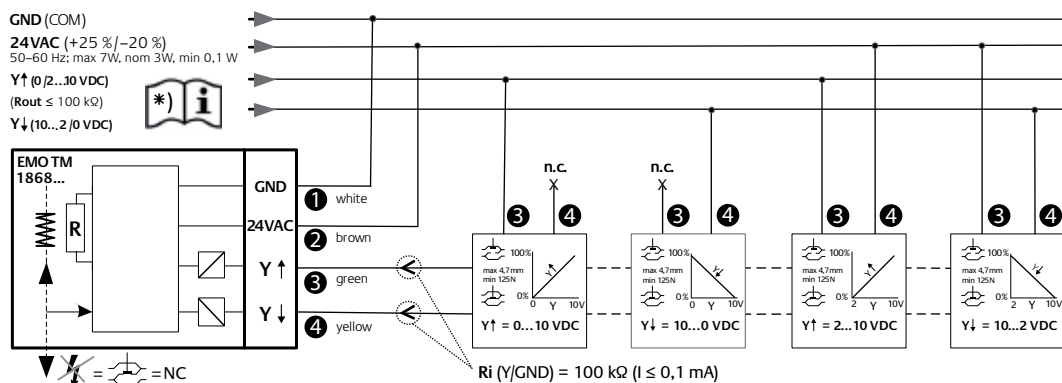 GND (COM)
24VAC (+25 %/–20 %)
50–60 Hz; max 7W, nom 3W, min 0,1 W
Y↑ (0/2...10 VDC)
(Rout ≤ 100 kΩ)
Y↓ (10...2/0 VDC)
*) i
EMO TM
1868...
R
GND
24VAC
Y ↑
Y ↓
1 white
2 brown
3 green
4 yellow
= = NC
Ri (Y/GND) = 100 kΩ (I ≤ 0,1 mA)
n.c.
X
3 4
100%
max 4,7mm
min 125N
0%
Y↑
0 Y 10V
Y↑ = 0...10 VDC
n.c.
X
3 4
100%
max 4,7mm
min 125N
0%
Y↓
0 Y 10V
Y↓ = 10...0 VDC
3 4
100%
max 4,7mm
min 125N
0%
Y↑
2 Y 10V
Y↑ = 2...10 VDC
3 4
100%
max 4,7mm
min 125N
0%
Y↓
2 Y 10V
Y↓ = 10...2 VDC